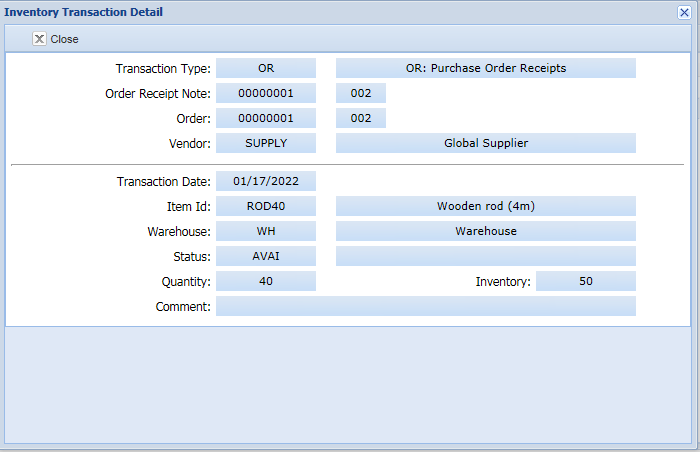 Inventory Transaction Detail
Close
Transaction Type: OR OR: Purchase Order Receipts
Order Receipt Note: 00000001 002
Order: 00000001 002
Vendor: SUPPLY Global Supplier
Transaction Date: 01/17/2022
Item Id: ROD40 Wooden rod (4m)
Warehouse: WH Warehouse
Status: AVAI
Quantity: 40 Inventory: 50
Comment: